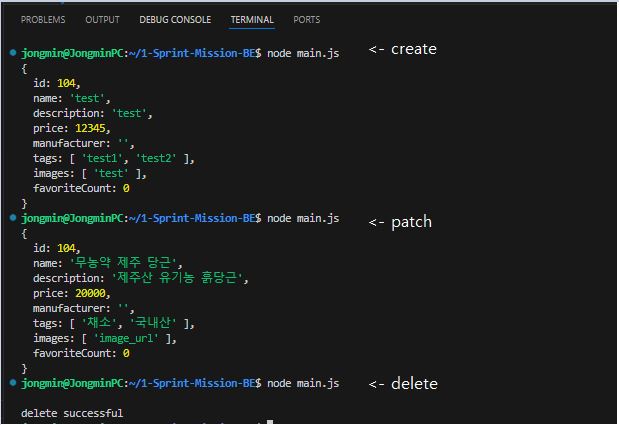 PROBLEMS OUTPUT DEBUG CONSOLE TERMINAL PORTS
jongmin@JongminPC:~/1-Sprint-Mission-BE$ node main.js <- create
{
id: 104,
name: 'test',
description: 'test',
price: 12345,
manufacturer: '',
tags: [ 'test1', 'test2' ],
images: [ 'test' ],
favoriteCount: 0
}
jongmin@JongminPC:~/1-Sprint-Mission-BE$ node main.js <- patch
{
id: 104,
name: '무농약 제주 당근',
description: '제주산 유기농 흙당근',
price: 20000,
manufacturer: '',
tags: [ '채소', '국내산' ],
images: [ 'image_url' ],
favoriteCount: 0
}
jongmin@JongminPC:~/1-Sprint-Mission-BE$ node main.js <- delete
delete successful